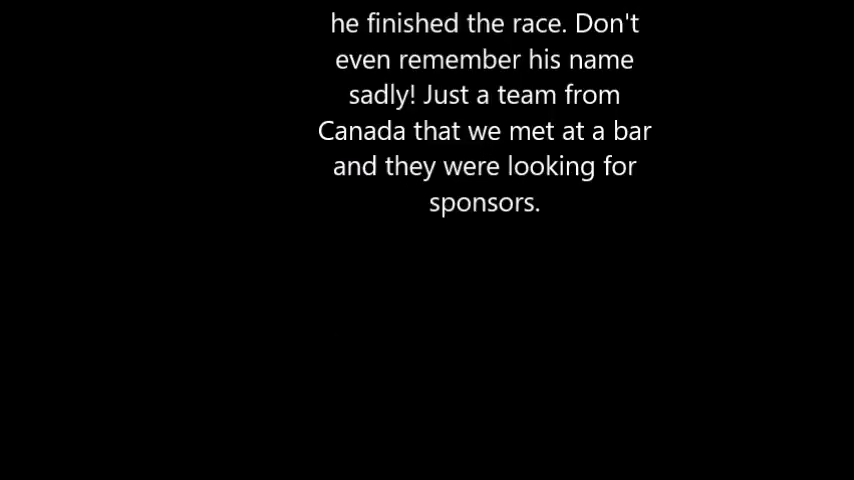 he finished the race. Don't
even remember his name
sadly! Just a team from
Canada that we met at a bar
and they were looking for
sponsors.